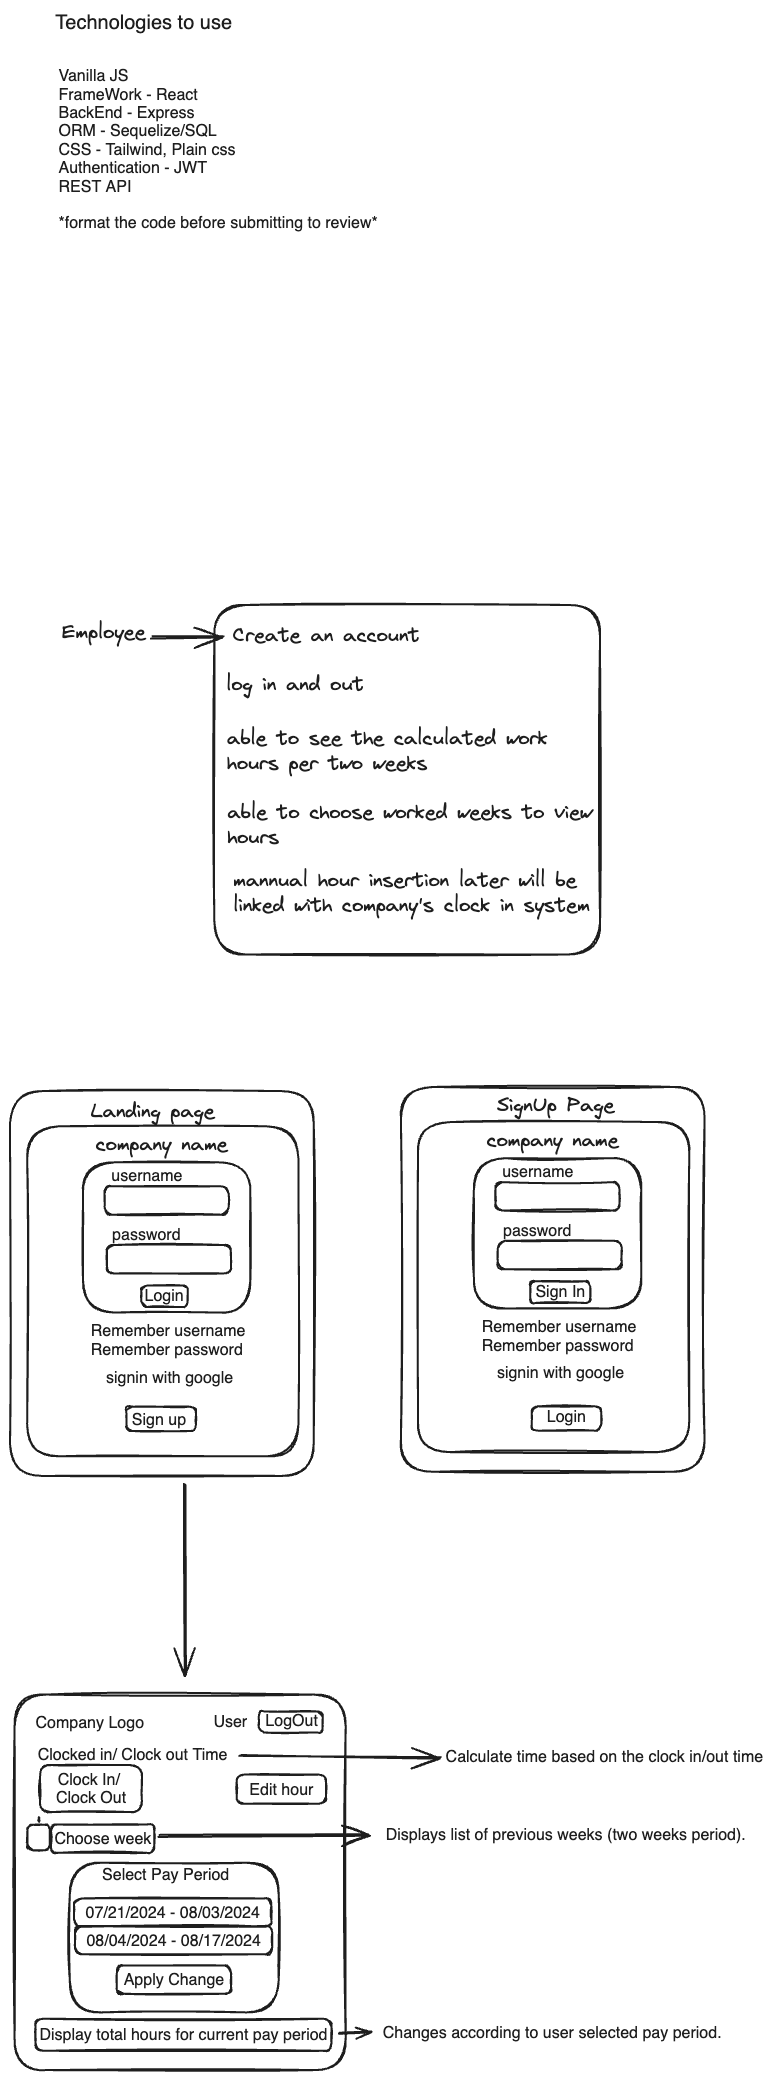 Technologies to use
Vanilla JS
FrameWork - React
BackEnd - Express
ORM - Sequelize/SQL
CSS - Tailwind, Plain css
Authentication - JWT
REST API
*format the code before submitting to review*
Employee
Create an account
log in and out
able to see the calculated work
hours per two weeks
able to choose worked weeks to view
hours
mannual hour insertion later will be
linked with company's clock in system
Landing page
company name
username
password
Login
Remember username
Remember password
signin with google
Sign up
SignUp Page
company name
username
password
Sign In
Remember username
Remember password
signin with google
Login
Company Logo
User
LogOut
Clocked in/ Clock out Time
Calculate time based on the clock in/out time
Clock In/
Clock Out
Edit hour
Choose week
Displays list of previous weeks (two weeks period).
Select Pay Period
07/21/2024 - 08/03/2024
08/04/2024 - 08/17/2024
Apply Change
Display total hours for current pay period
Changes according to user selected pay period.